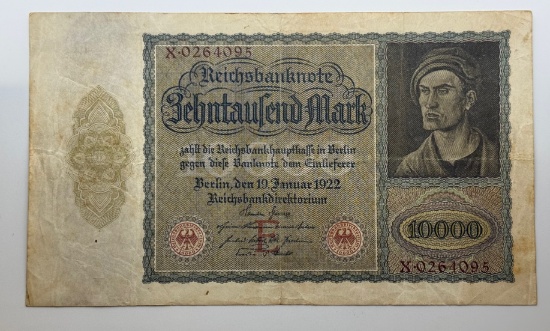 X·0264095
Reichsbanknote
Zehntausend Mark
zahlt die Reichsbankhauptkasse in Berlin
gegen diese Banknote dem Einlieferer
Berlin, den 19. Januar 1922
Reichsbankdirektorium
E
10000
X·0264095